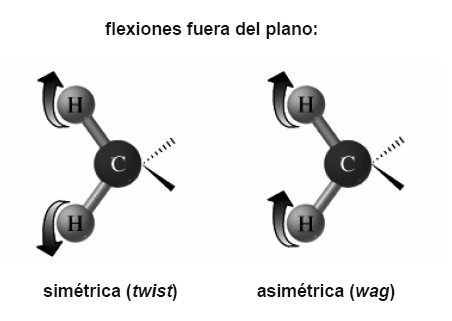 flexiones fuera del plano:
H H
C C
H H
simétrica (twist) asimétrica (wag)